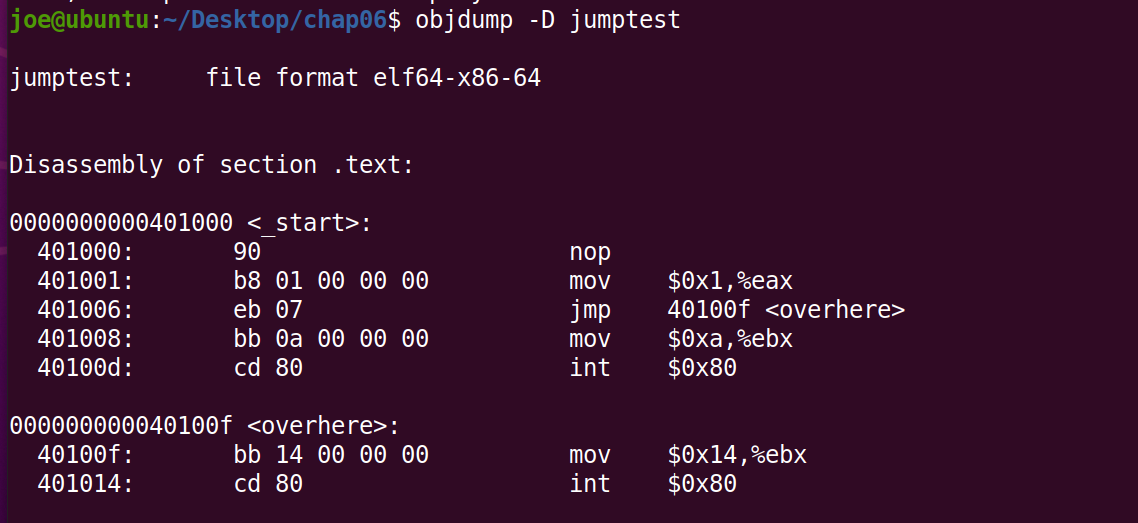 joe@ubuntu:~/Desktop/chap06$ objdump -D jumptest
jumptest:     file format elf64-x86-64
Disassembly of section .text:
0000000000401000 <_start>:
  401000:       90                      nop
  401001:       b8 01 00 00 00          mov    $0x1,%eax
  401006:       eb 07                   jmp    40100f <overhere>
  401008:       bb 0a 00 00 00          mov    $0xa,%ebx
  40100d:       cd 80                   int    $0x80
000000000040100f <overhere>:
  40100f:       bb 14 00 00 00          mov    $0x14,%ebx
  401014:       cd 80                   int    $0x80